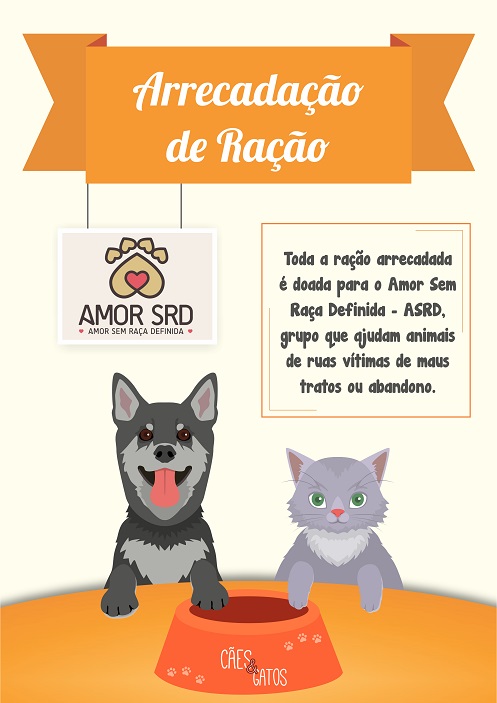 Arrecadação
de Ração
AMOR SRD
AMOR SEM RAÇA DEFINIDA
Toda a ração arrecadada
é doada para o Amor Sem
Raça Definida - ASRD,
grupo que ajudam animais
de ruas vítimas de maus
tratos ou abandono.
CÃES
&
GATOS